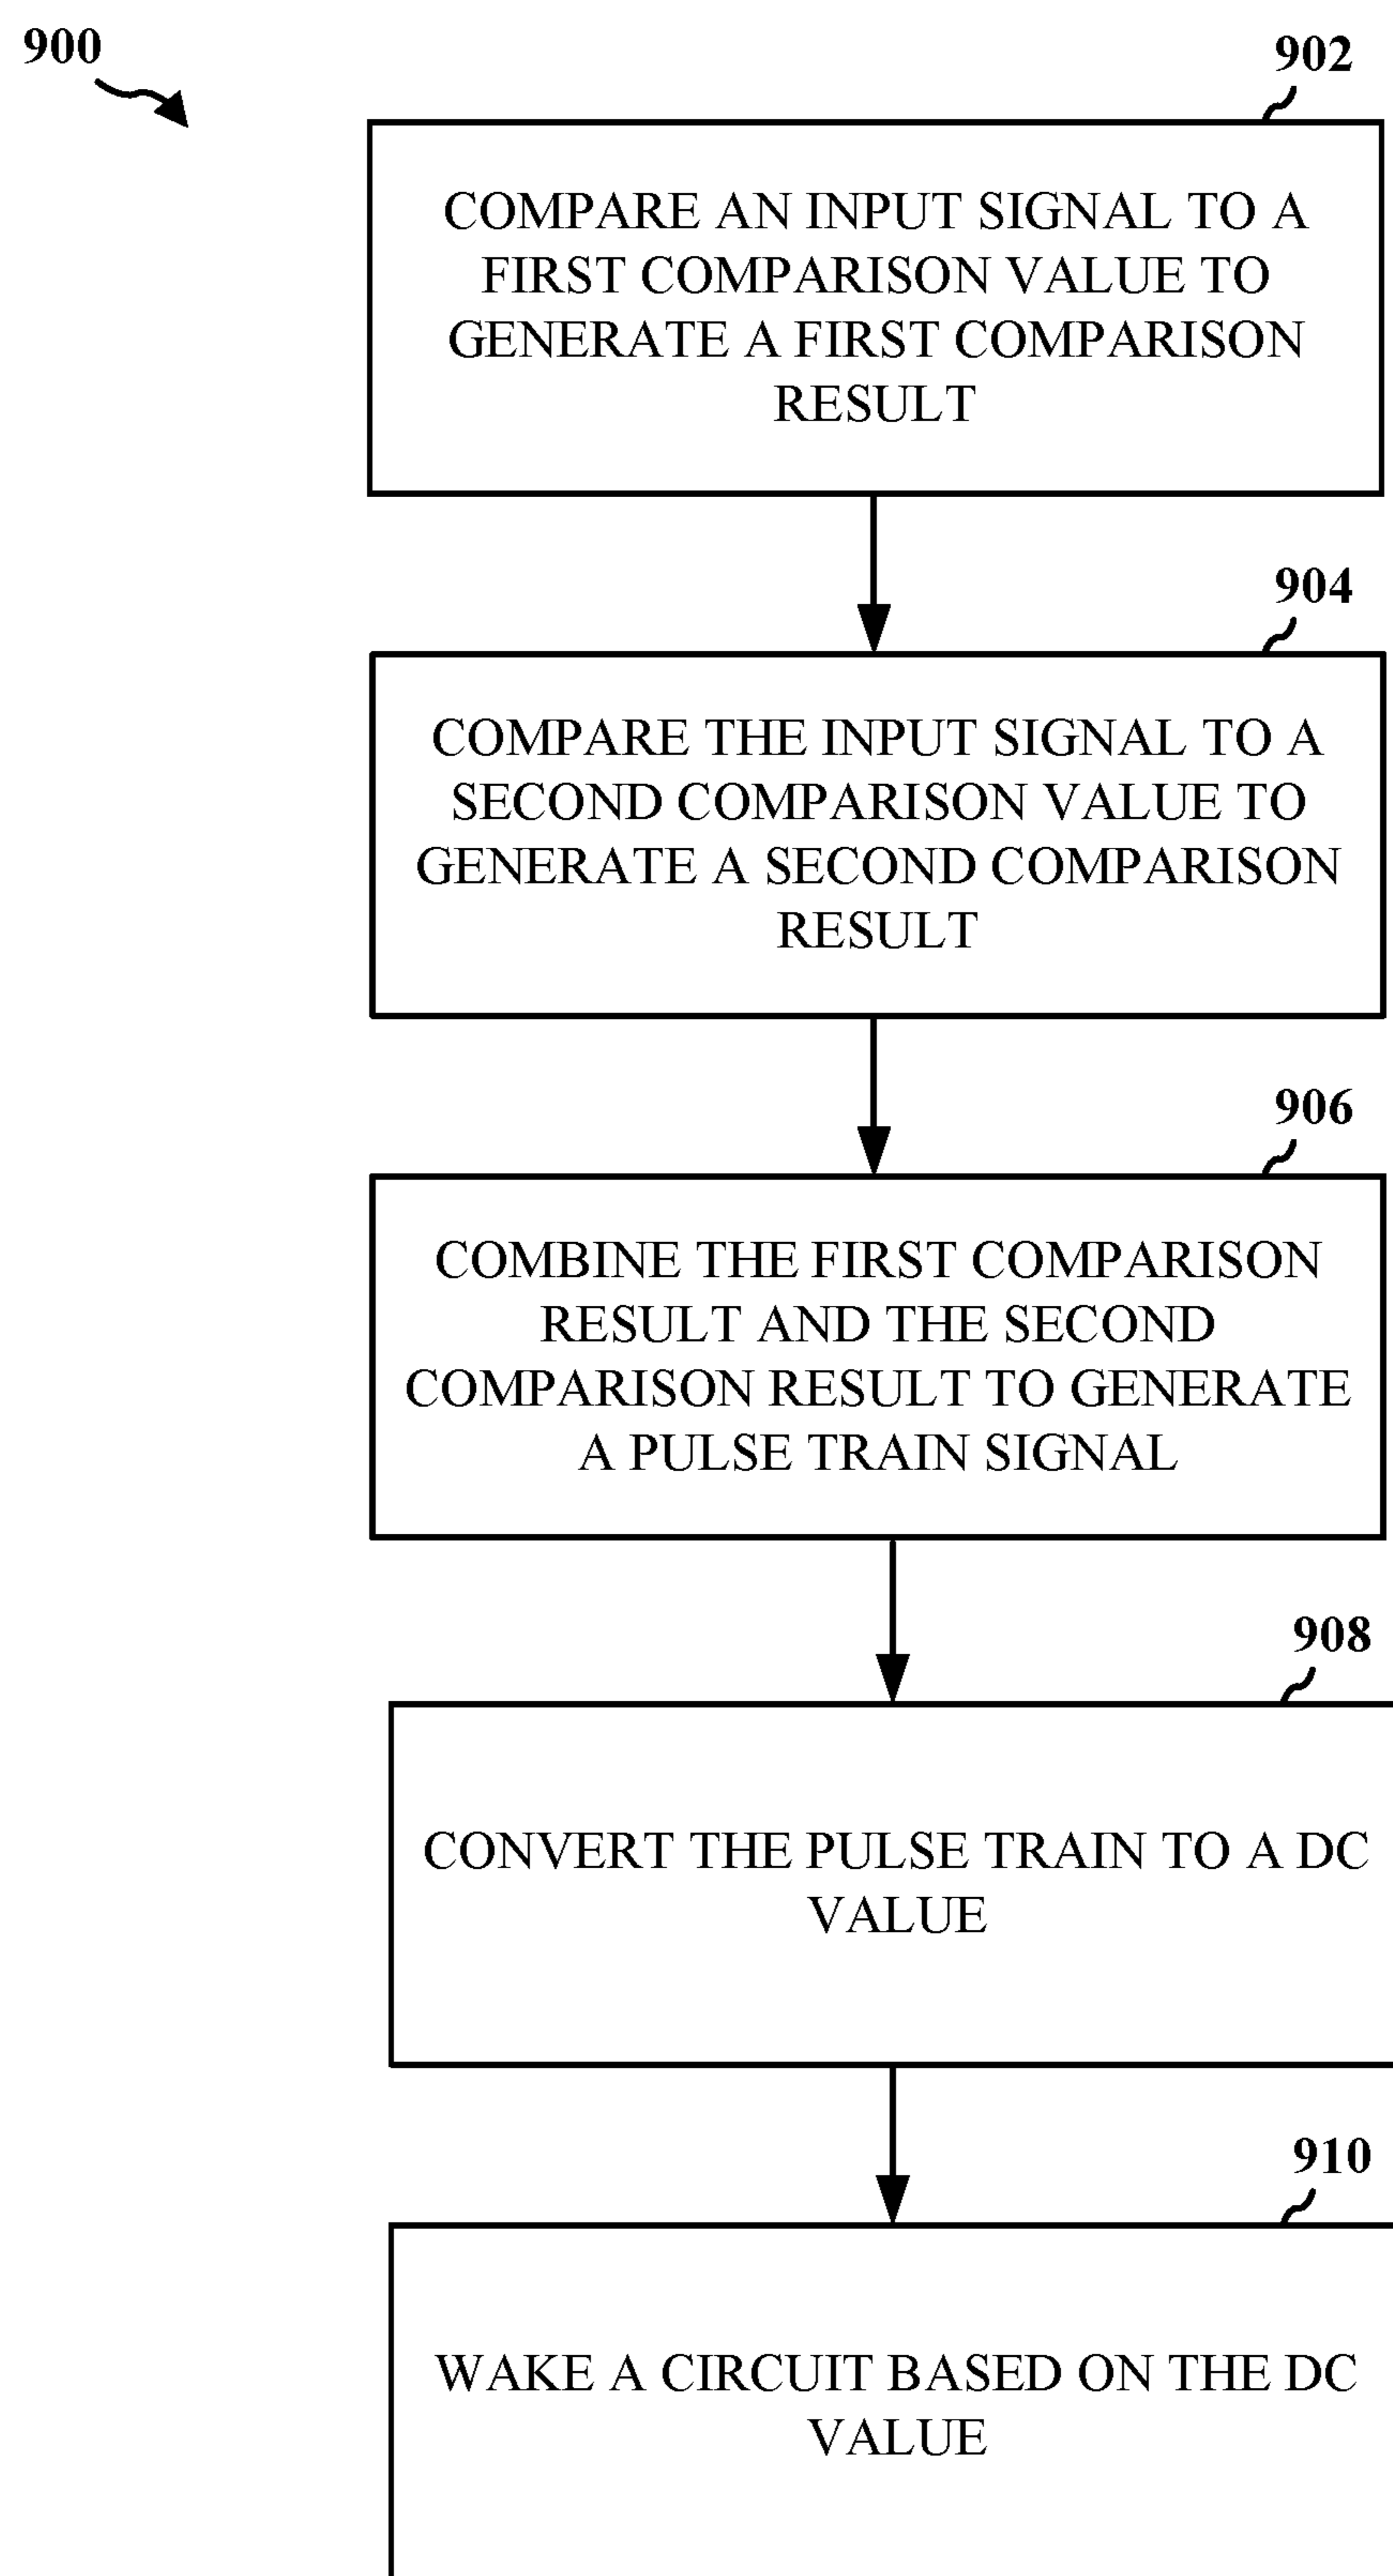 900
902
COMPARE AN INPUT SIGNAL TO A
FIRST COMPARISON VALUE TO
GENERATE A FIRST COMPARISON
RESULT
904
COMPARE THE INPUT SIGNAL TO A
SECOND COMPARISON VALUE TO
GENERATE A SECOND COMPARISON
RESULT
906
COMBINE THE FIRST COMPARISON
RESULT AND THE SECOND
COMPARISON RESULT TO GENERATE
A PULSE TRAIN SIGNAL
908
CONVERT THE PULSE TRAIN TO A DC
VALUE
910
WAKE A CIRCUIT BASED ON THE DC
VALUE